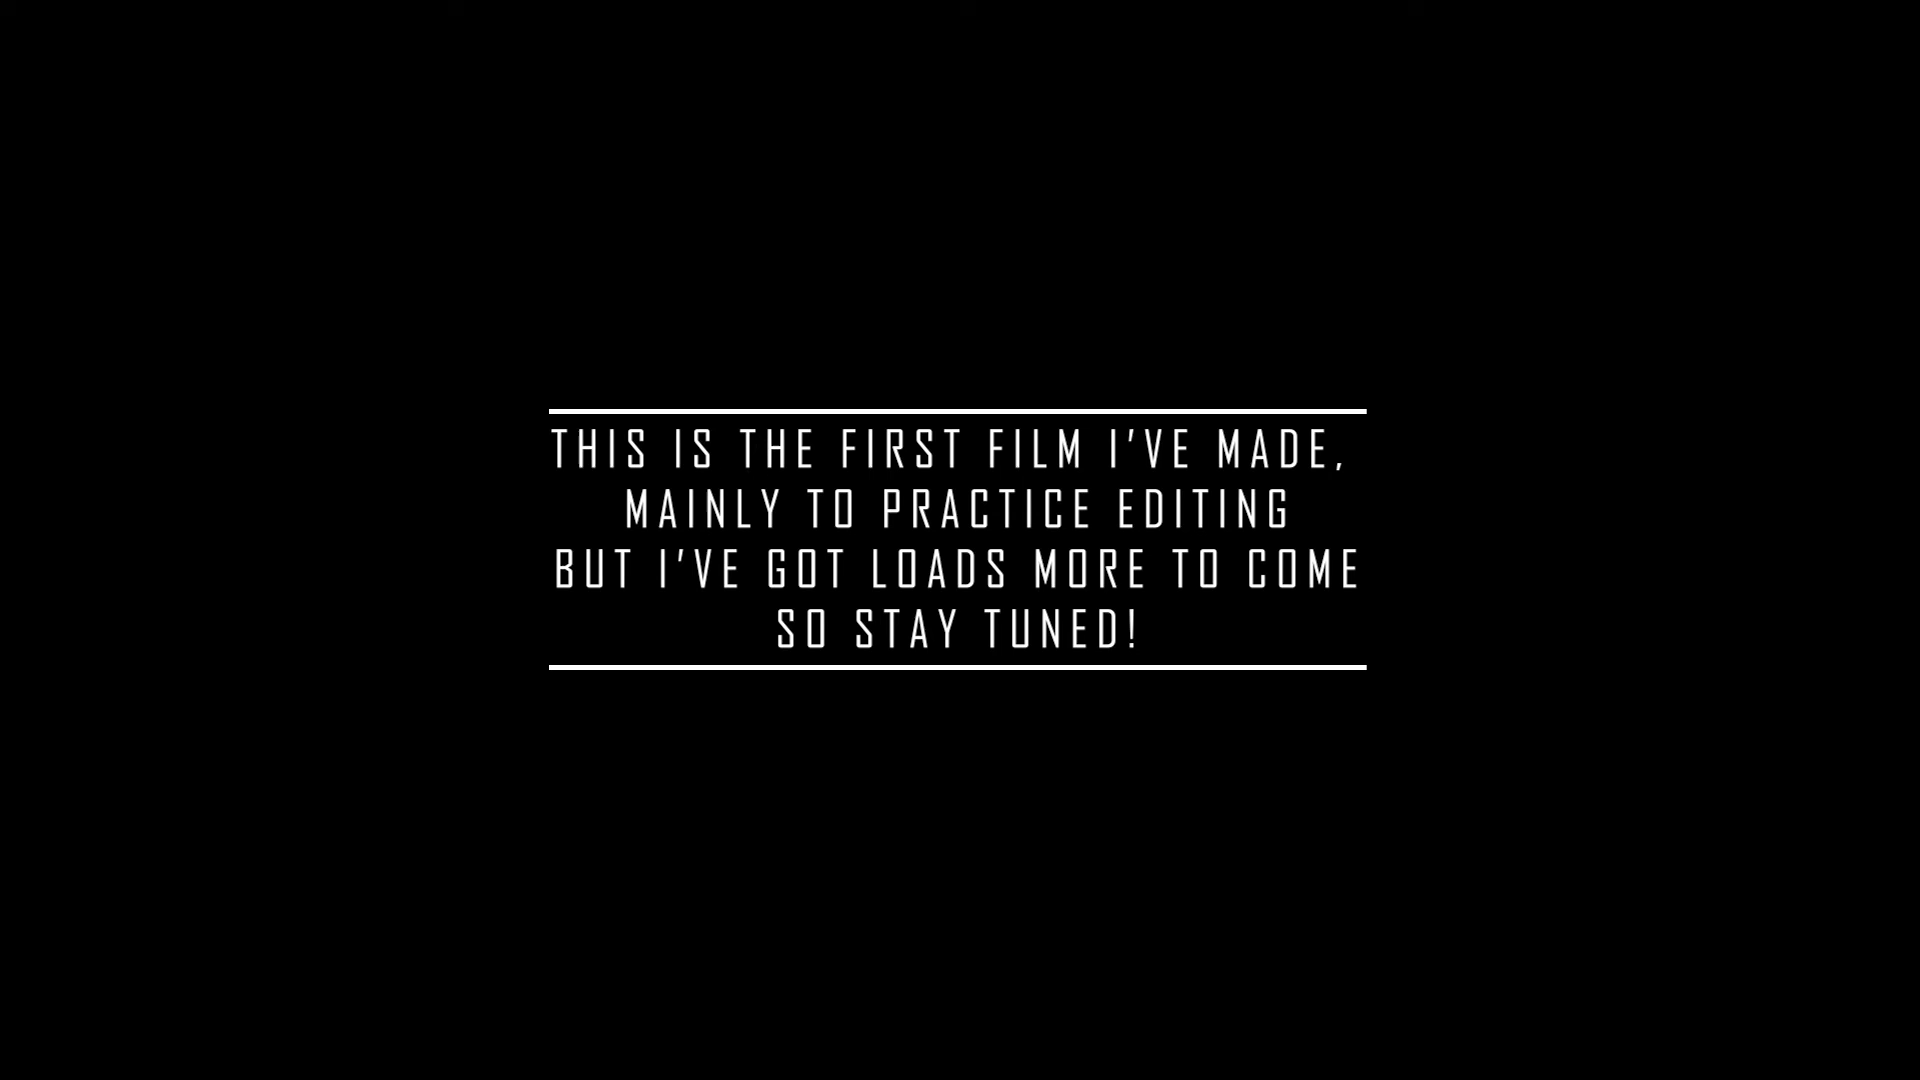 THIS IS THE FIRST FILM I'VE MADE,
MAINLY TO PRACTICE EDITING
BUT I'VE GOT LOADS MORE TO COME
SO STAY TUNED!